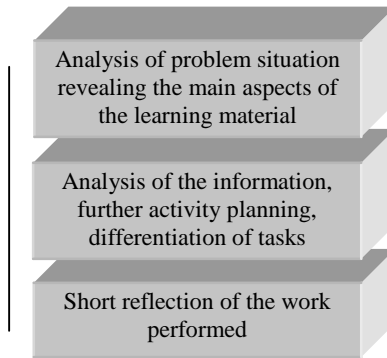 Analysis of problem situation
revealing the main aspects of
the learning material
Analysis of the information,
further activity planning,
differentiation of tasks
Short reflection of the work
performed